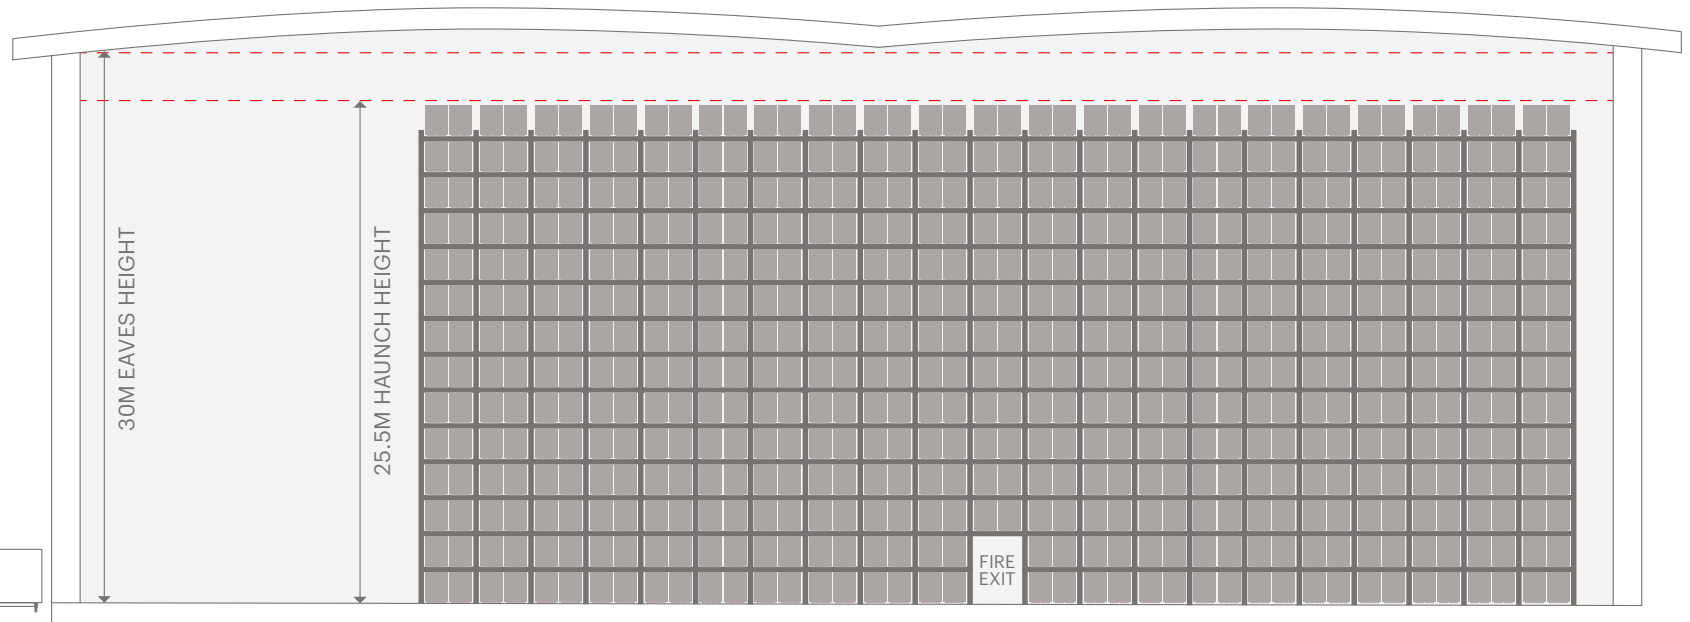 30M EAVES HEIGHT
25.5M HAUNCH HEIGHT
FIRE
EXIT